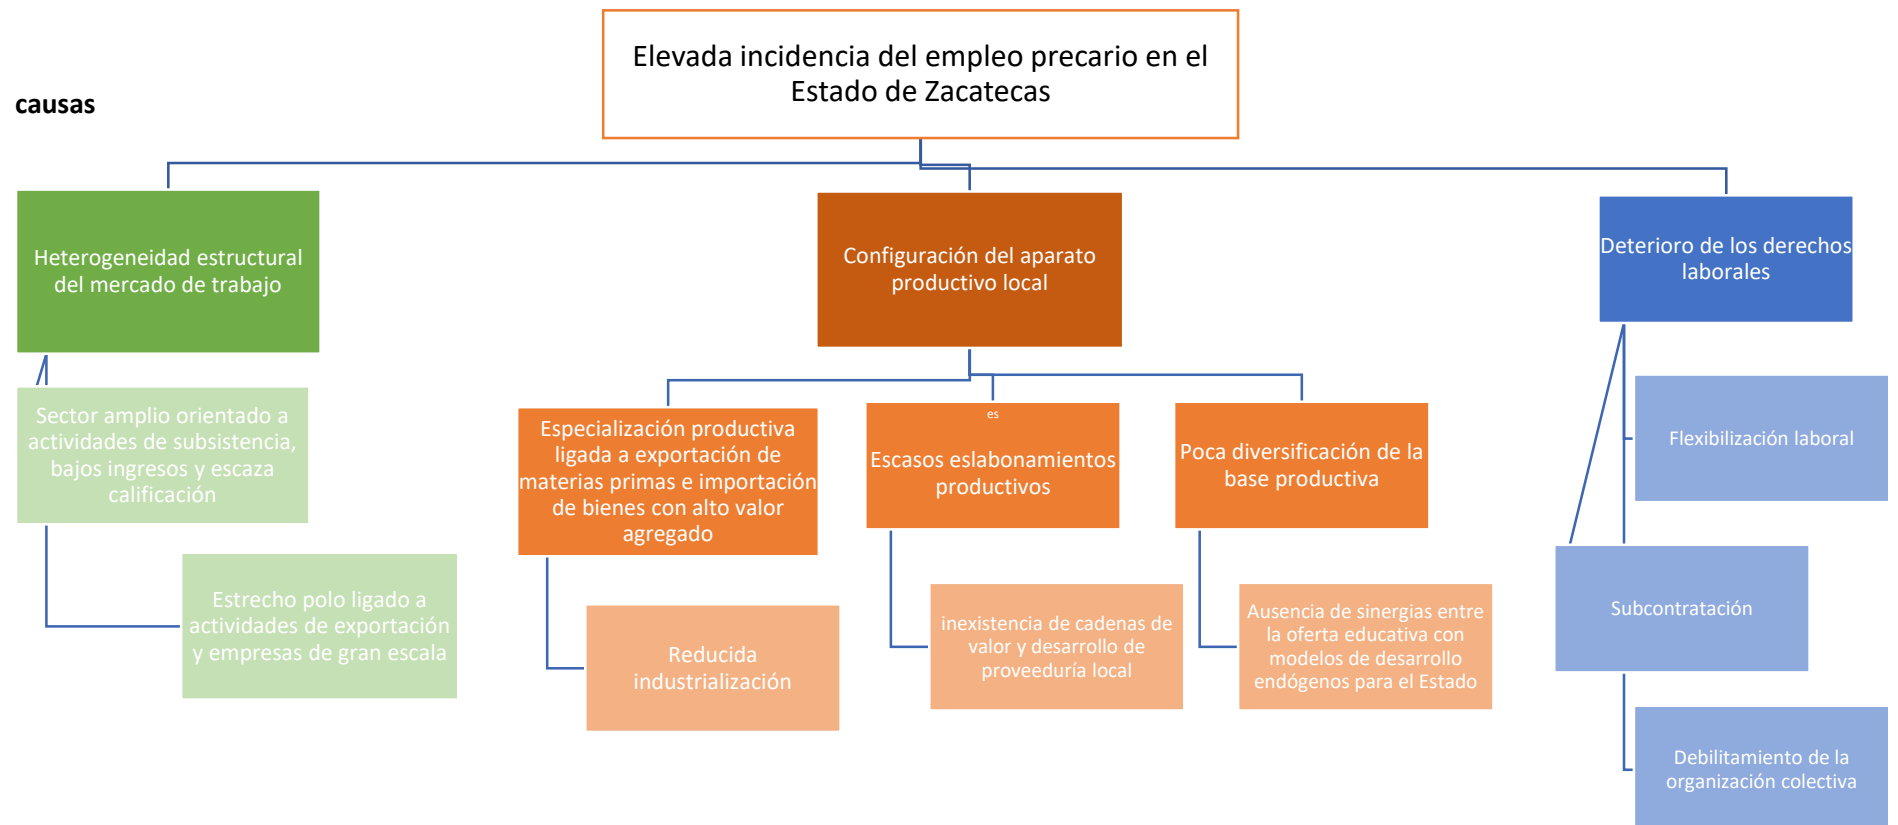 Elevada incidencia del empleo precario en el
Estado de Zacatecas
causas
Heterogeneidad estructural
del mercado de trabajo
Configuración del aparato
productivo local
Deterioro de los derechos
laborales
Sector amplio orientado a
actividades de subsistencia,
bajos ingresos y escaza
calificación
Estrecho polo ligado a
actividades de exportación
y empresas de gran escala
Especialización productiva
ligada a exportación de
materias primas e importación
de bienes con alto valor
agregado
Reducida
industrialización
es
Escasos eslabonamientos
productivos
inexistencia de cadenas de
valor y desarrollo de
proveeduría local
Poca diversificación de la
base productiva
Ausencia de sinergias entre
la oferta educativa con
modelos de desarrollo
endógenos para el Estado
Flexibilización laboral
Subcontratación
Debilitamiento de la
organización colectiva